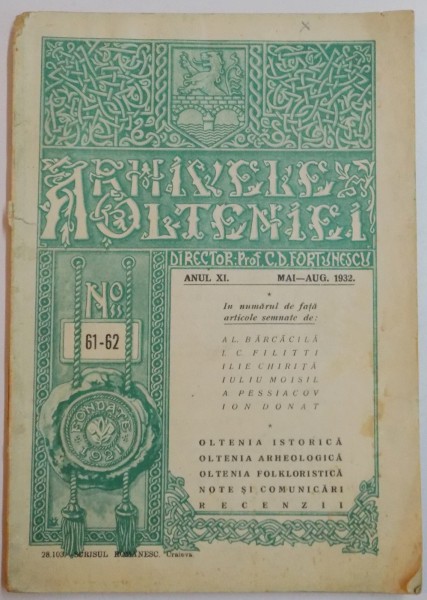 ARHIVELE
OLTENIEI
DIRECTOR: Prof. C.D. FORTUNESCU
ANUL XI. MAI—AUG. 1932.
No
61-62
In numărul de față
articole semnate de:
AL. BĂRCĂCILĂ
I. C. FILITTI
ILIE CHIRIȚĂ
IULIU MOISIL
A PESSIACOV
ION DONAT
FONDATE
1921
OLTENIA ISTORICĂ
OLTENIA ARHEOLOGICĂ
OLTENIA FOLKLORISTICĂ
NOTE ȘI COMUNICĂRI
RECENZII
SCRISUL ROMÂNESC. Craiova